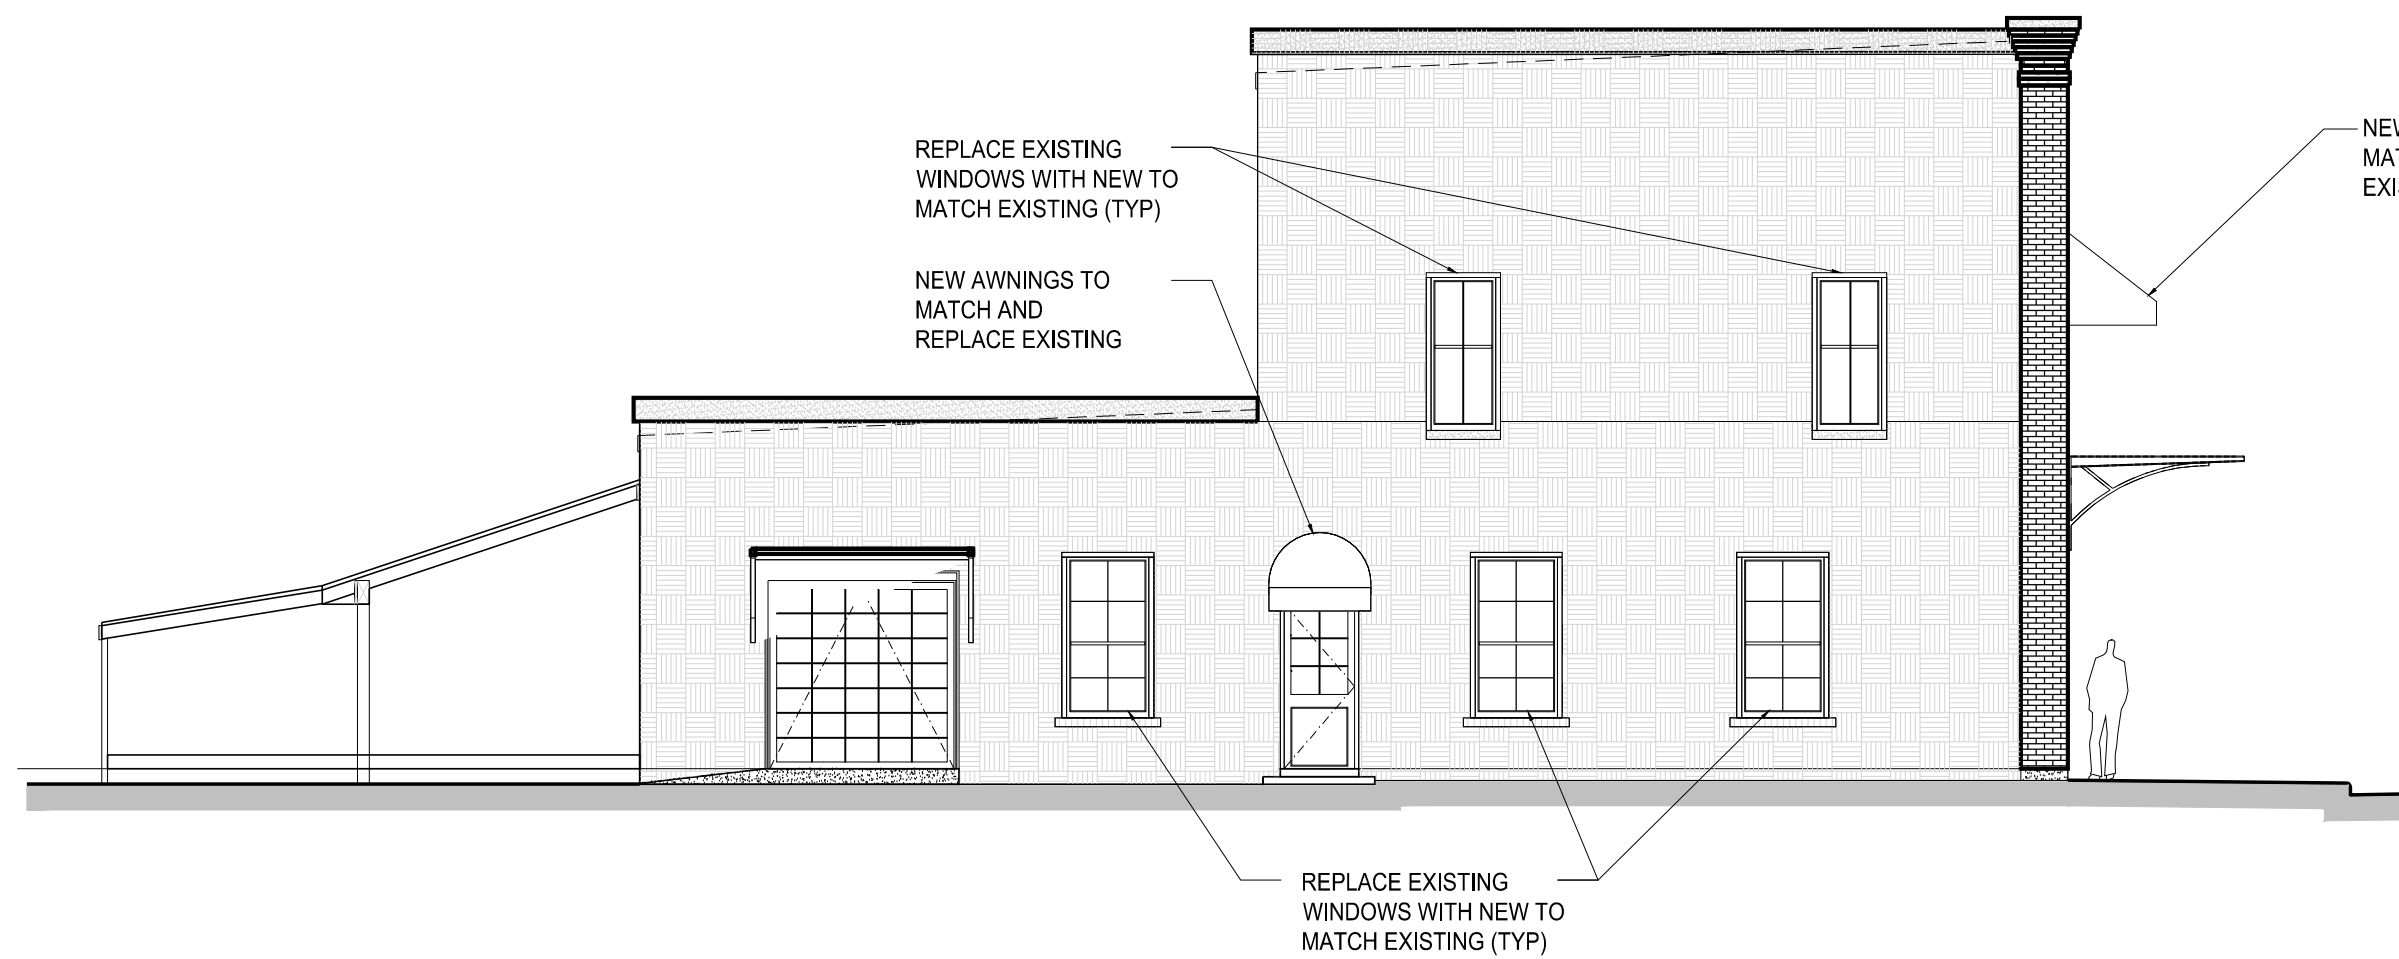 REPLACE EXISTING
WINDOWS WITH NEW TO
MATCH EXISTING (TYP)
NEW AWNINGS TO
MATCH AND
REPLACE EXISTING
REPLACE EXISTING
WINDOWS WITH NEW TO
MATCH EXISTING (TYP)